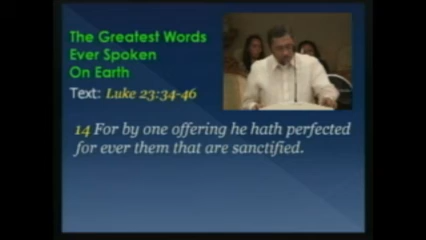 The Greatest Words
Ever Spoken
On Earth
Text: Luke 23:34-46
14 For by one offering he hath perfected
for ever them that are sanctified.